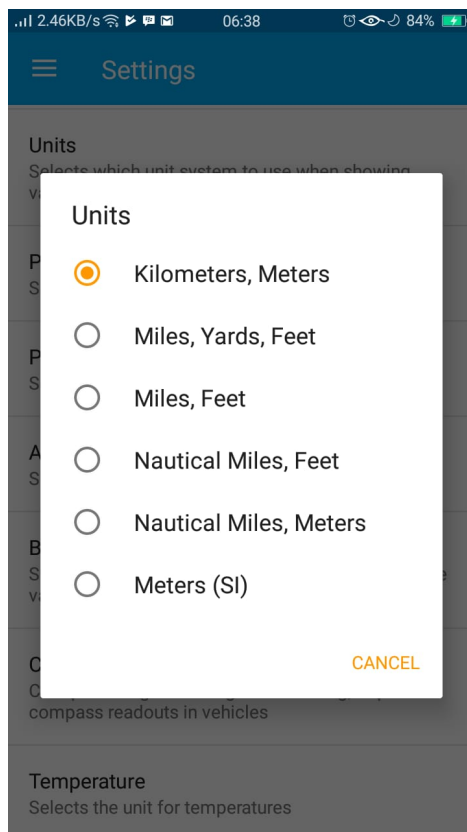 2.46KB/s 06:38 84%
Settings
Units
Selects which unit system to use when showing
Units
Kilometers, Meters
Miles, Yards, Feet
Miles, Feet
Nautical Miles, Feet
Nautical Miles, Meters
Meters (SI)
CANCEL
compass readouts in vehicles
Temperature
Selects the unit for temperatures